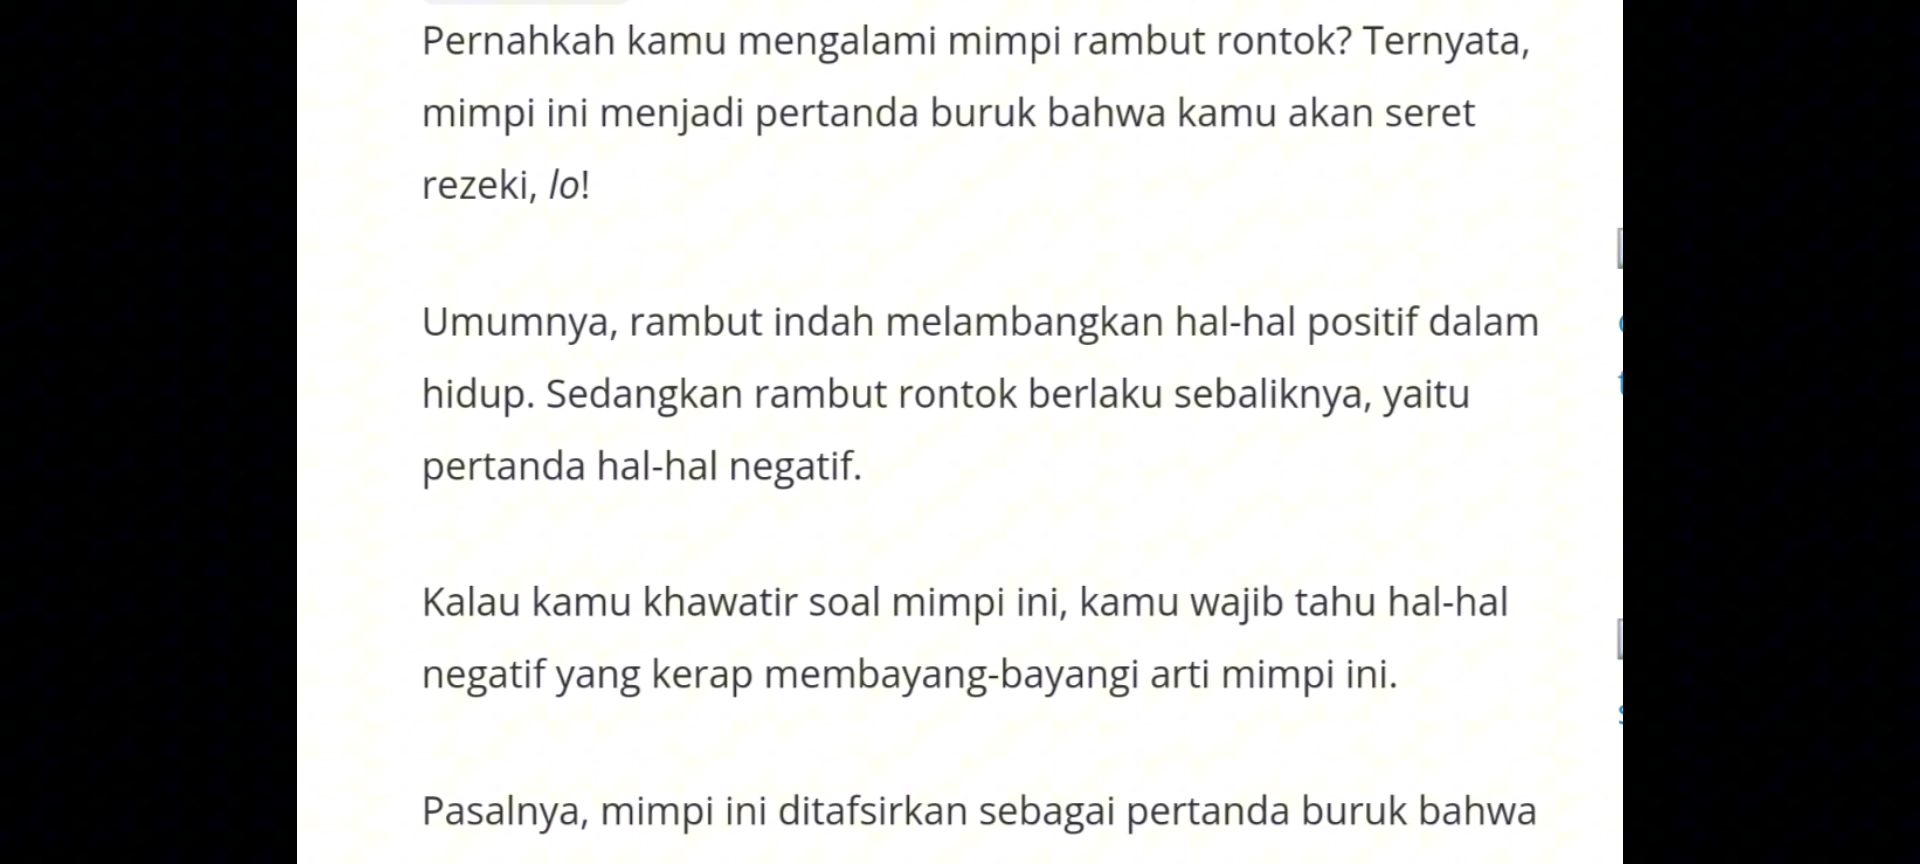 Pernahkah kamu mengalami mimpi rambut rontok? Ternyata,
mimpi ini menjadi pertanda buruk bahwa kamu akan seret
rezeki, lo!
Umumnya, rambut indah melambangkan hal-hal positif dalam
hidup. Sedangkan rambut rontok berlaku sebaliknya, yaitu
pertanda hal-hal negatif.
Kalau kamu khawatir soal mimpi ini, kamu wajib tahu hal-hal
negatif yang kerap membayang-bayangi arti mimpi ini.
Pasalnya, mimpi ini ditafsirkan sebagai pertanda buruk bahwa